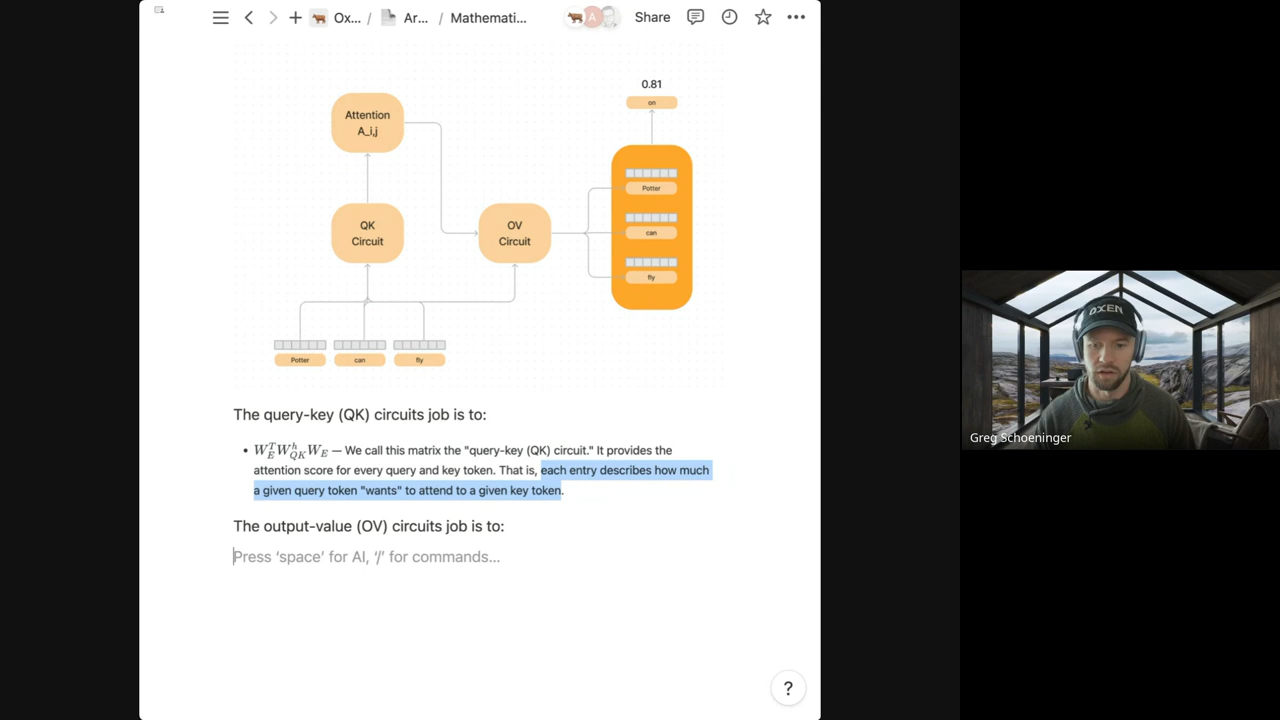 Ox... / Ar... / Mathemati... A Share
0.81
on
Attention
A_i,j
Potter
QK
Circuit
OV
Circuit
can
fly
Potter can fly
The query-key (QK) circuits job is to:
• W_E^T W_{QK}^h W_E — We call this matrix the "query-key (QK) circuit." It provides the
attention score for every query and key token. That is, each entry describes how much
a given query token "wants" to attend to a given key token.
The output-value (OV) circuits job is to:
Press ‘space’ for AI, ‘/’ for commands...
?
OXEN
Greg Schoeninger